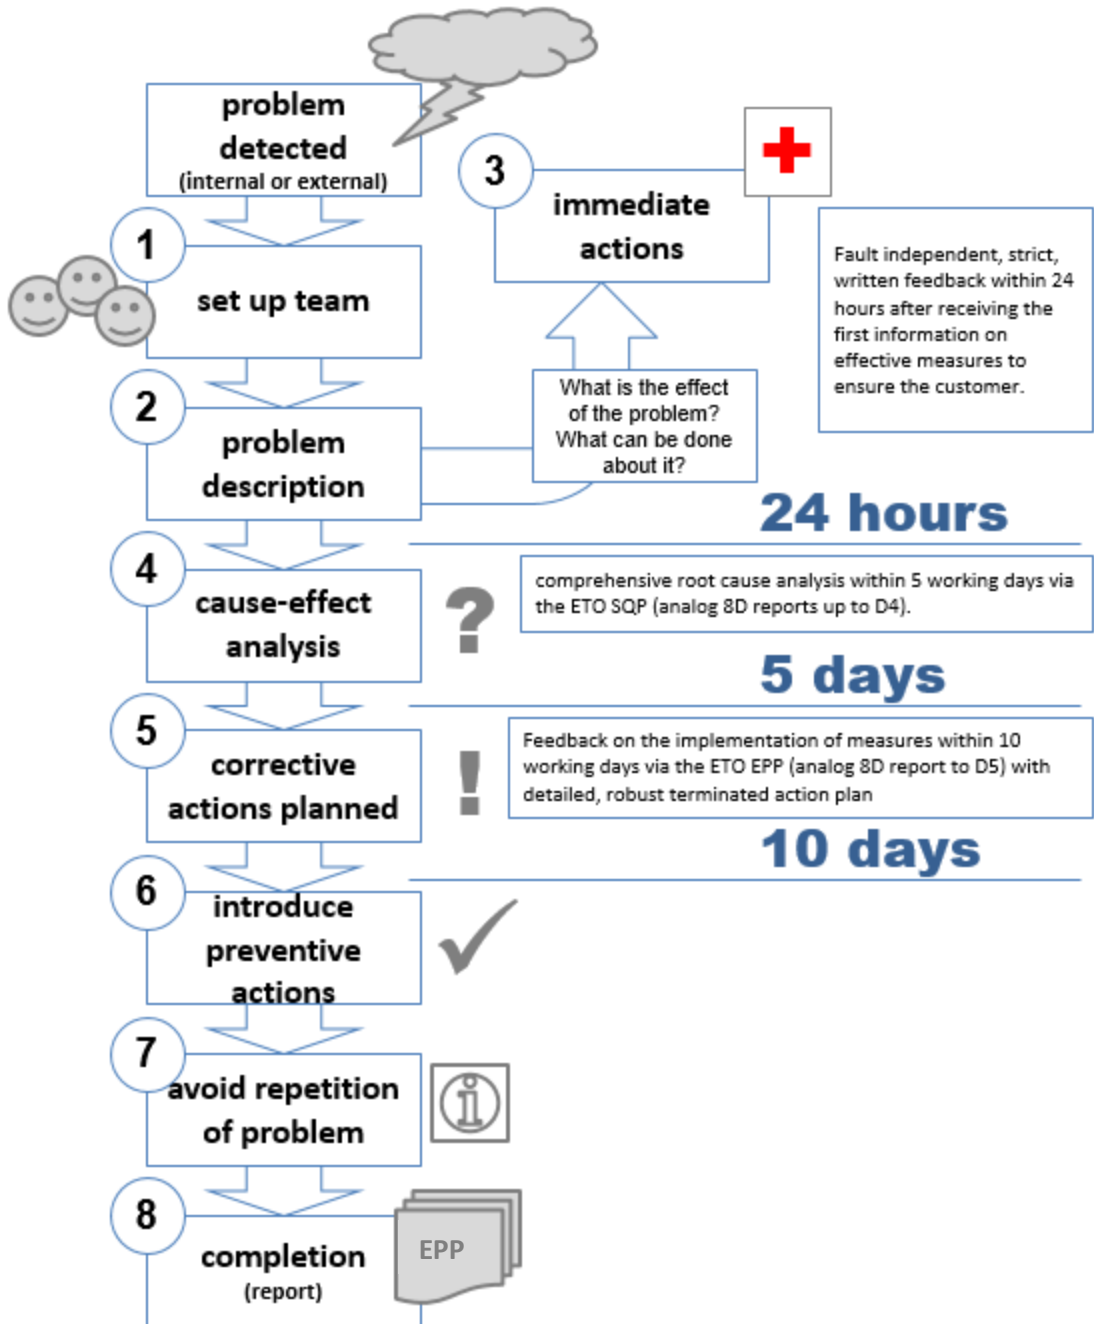 problem
detected
(internal or external)
3
immediate
actions
1
set up team
Fault independent, strict,
written feedback within 24
hours after receiving the
first information on
effective measures to
ensure the customer.
2
problem
description
What is the effect
of the problem?
What can be done
about it?
24 hours
4
cause-effect
analysis
?
comprehensive root cause analysis within 5 working days via
the ETO SQP (analog 8D reports up to D4).
5 days
5
corrective
actions planned
!
Feedback on the implementation of measures within 10
working days via the ETO EPP (analog 8D report to D5) with
detailed, robust terminated action plan
10 days
6
introduce
preventive
actions
7
avoid repetition
of problem
i
8
completion
(report)
EPP